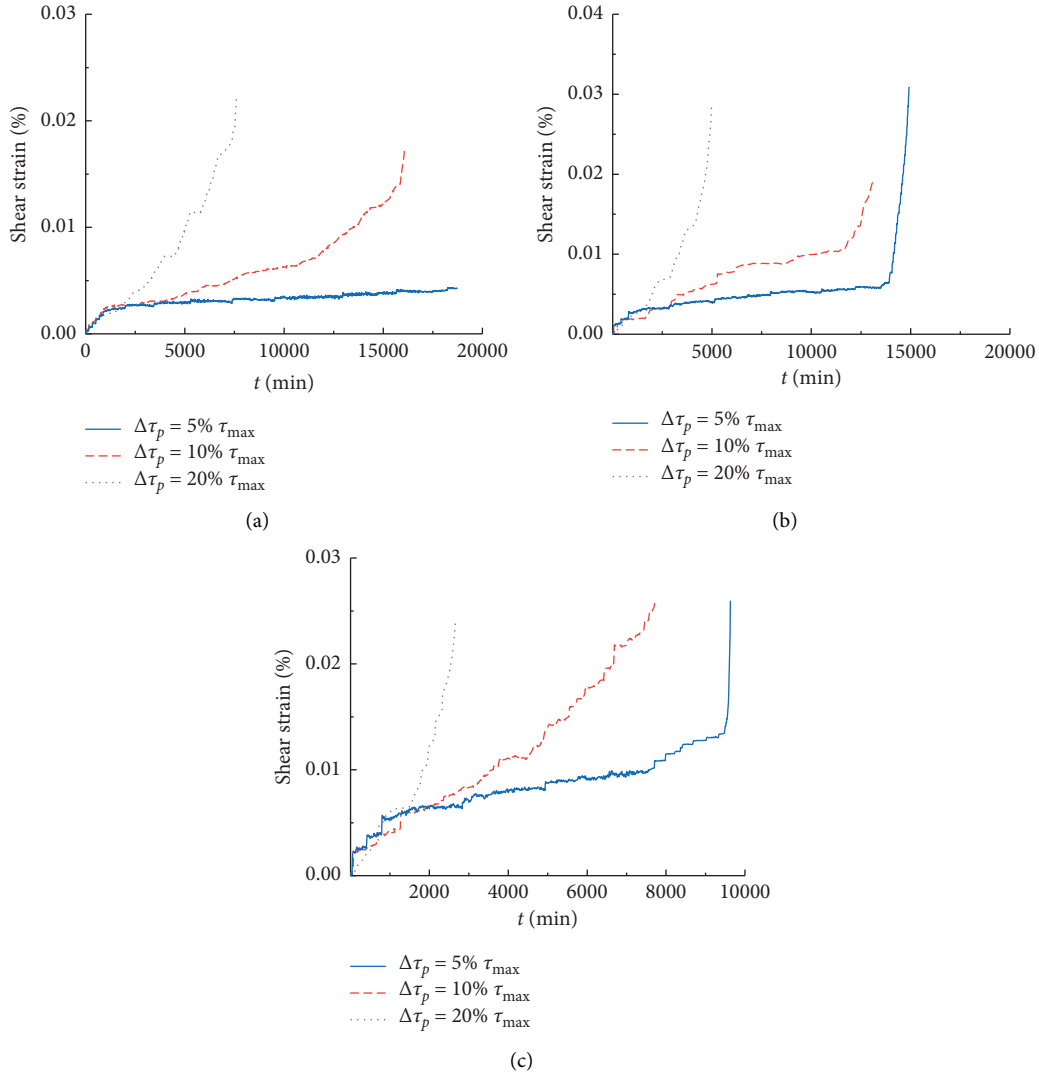 0.03
0.02
0.01
0.00
Shear strain (%)
0 5000 10000 15000 20000
t (min)
Δτp = 5% τmax
Δτp = 10% τmax
Δτp = 20% τmax
(a)
0.04
0.03
0.02
0.01
0.00
Shear strain (%)
5000 10000 15000 20000
t (min)
Δτp = 5% τmax
Δτp = 10% τmax
Δτp = 20% τmax
(b)
0.03
0.02
0.01
0.00
Shear strain (%)
2000 4000 6000 8000 10000
t (min)
Δτp = 5% τmax
Δτp = 10% τmax
Δτp = 20% τmax
(c)